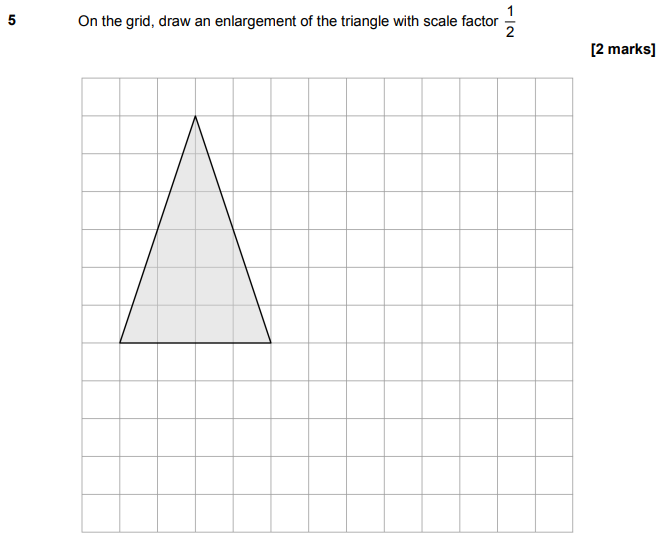 5 On the grid, draw an enlargement of the triangle with scale factor 1/2
[2 marks]